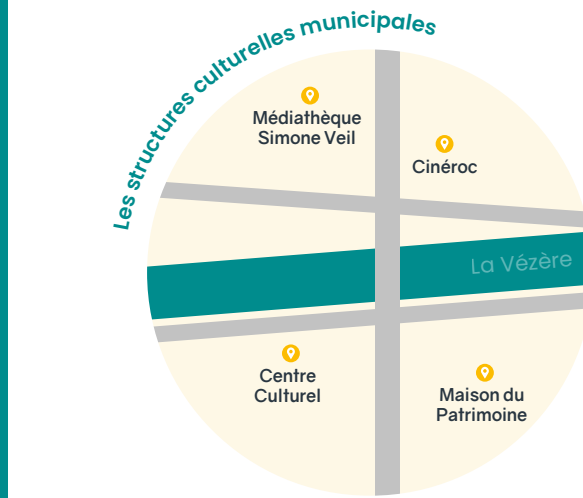 Les structures culturelles municipales
Médiathèque
Simone Veil
Cinéroc
La Vézère
Centre
Culturel
Maison du
Patrimoine